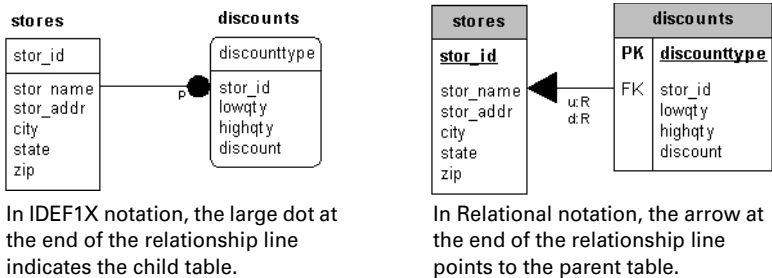 stores
stor_id
stor_name
stor_addr
city
state
zip
P
discounts
discounttype
stor_id
lowqty
highqty
discount
In IDEF1X notation, the large dot at
the end of the relationship line
indicates the child table.
stores
stor_id
stor_name
stor_addr
city
state
zip
u:R
d:R
discounts
PK discounttype
FK stor_id
lowqty
highqty
discount
In Relational notation, the arrow at
the end of the relationship line
points to the parent table.